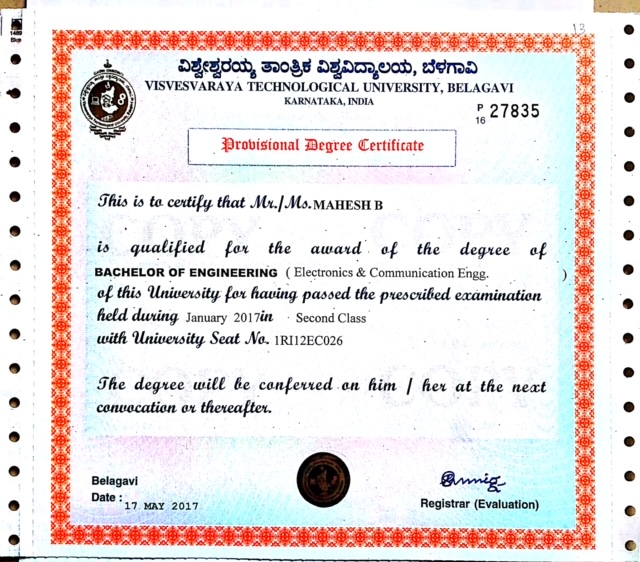 13
1489
ವಿಶ್ವೇಶ್ವರಯ್ಯ ತಾಂತ್ರಿಕ ವಿಶ್ವವಿದ್ಯಾಲಯ, ಬೆಳಗಾವಿ
VISVESVARAYA TECHNOLOGICAL UNIVERSITY, BELAGAVI
KARNATAKA, INDIA
P 16 27835
Provisional Degree Certificate
This is to certify that Mr./Ms. MAHESH B
is qualified for the award of the degree of
BACHELOR OF ENGINEERING ( Electronics & Communication Engg. )
of this University for having passed the prescribed examination
held during January 2017 in Second Class
with University Seat No. 1RI12EC026
The degree will be conferred on him / her at the next
convocation or thereafter.
Belagavi
Date : 17 MAY 2017
Registrar (Evaluation)